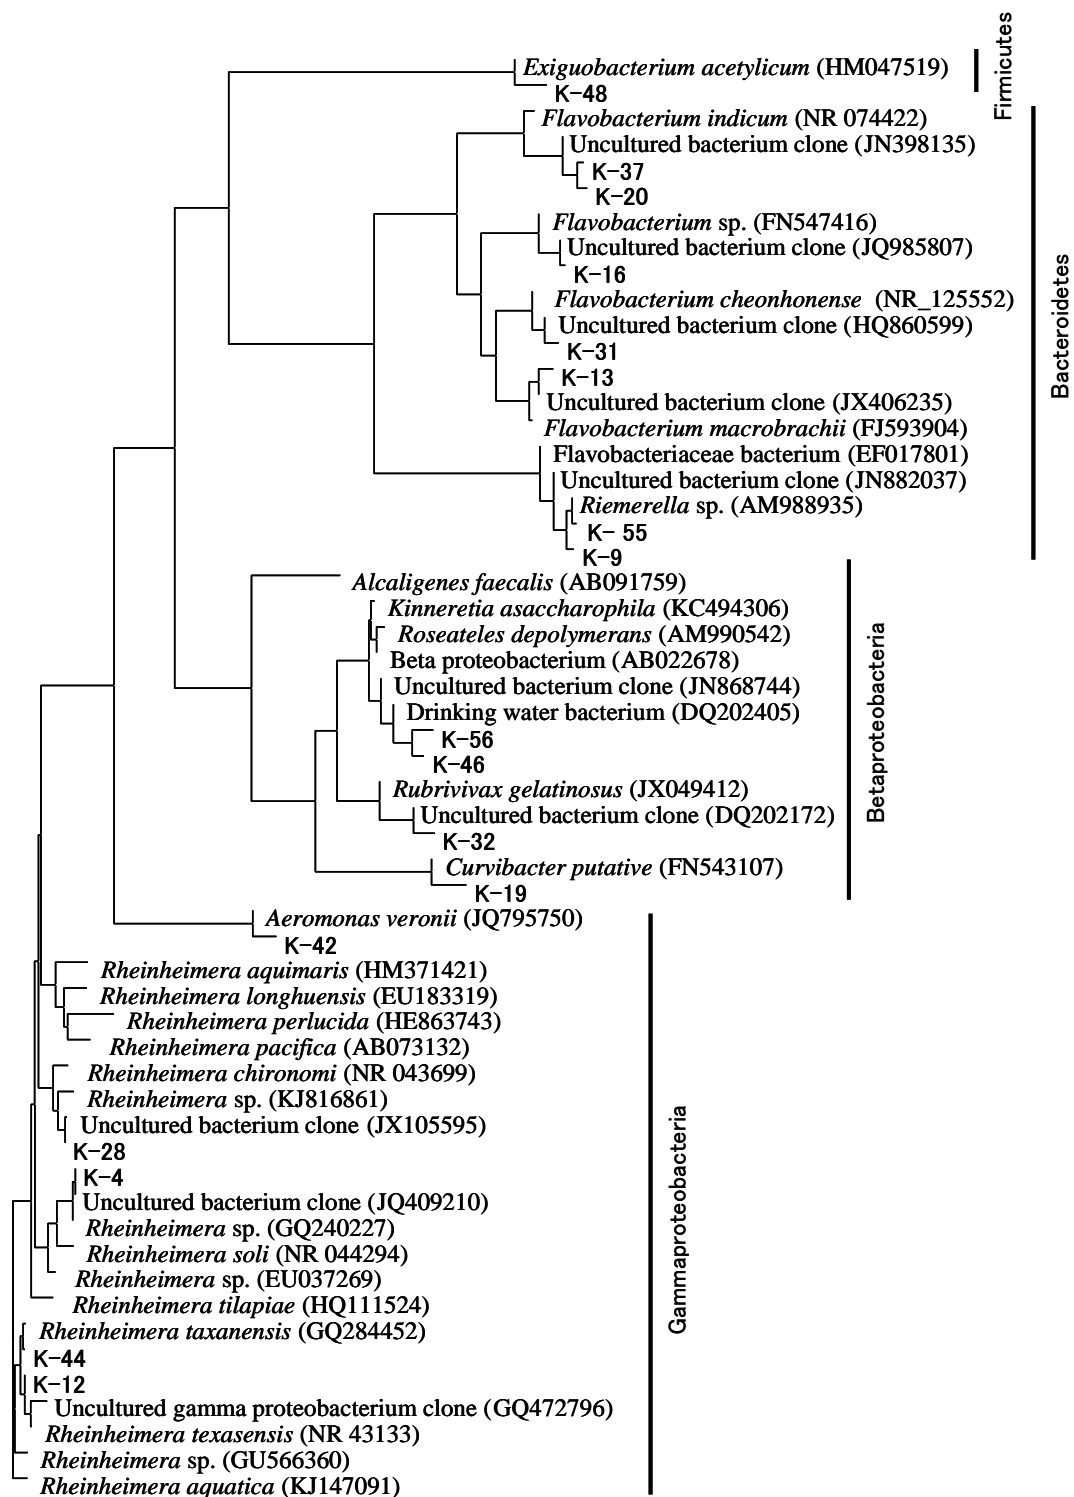 Exiguobacterium acetylicum (HM047519)
K-48
Firmicutes
Flavobacterium indicum (NR 074422)
Uncultured bacterium clone (JN398135)
K-37
K-20
Flavobacterium sp. (FN547416)
Uncultured bacterium clone (JQ985807)
K-16
Flavobacterium cheonhonense (NR_125552)
Uncultured bacterium clone (HQ860599)
K-31
K-13
Uncultured bacterium clone (JX406235)
Flavobacterium macrobrachii (FJ593904)
Flavobacteriaceae bacterium (EF017801)
Uncultured bacterium clone (JN882037)
Riemerella sp. (AM988935)
K- 55
K-9
Bacteroidetes
Alcaligenes faecalis (AB091759)
Kinneretia asaccharophila (KC494306)
Roseateles depolymerans (AM990542)
Beta proteobacterium (AB022678)
Uncultured bacterium clone (JN868744)
Drinking water bacterium (DQ202405)
K-56
K-46
Rubrivivax gelatinosus (JX049412)
Uncultured bacterium clone (DQ202172)
K-32
Curvibacter putative (FN543107)
K-19
Betaproteobacteria
Aeromonas veronii (JQ795750)
K-42
Rheinheimera aquimaris (HM371421)
Rheinheimera longhuensis (EU183319)
Rheinheimera perlucida (HE863743)
Rheinheimera pacifica (AB073132)
Rheinheimera chironomi (NR 043699)
Rheinheimera sp. (KJ816861)
Uncultured bacterium clone (JX105595)
K-28
K-4
Uncultured bacterium clone (JQ409210)
Rheinheimera sp. (GQ240227)
Rheinheimera soli (NR 044294)
Rheinheimera sp. (EU037269)
Rheinheimera tilapiae (HQ111524)
Rheinheimera taxanensis (GQ284452)
K-44
K-12
Uncultured gamma proteobacterium clone (GQ472796)
Rheinheimera texasensis (NR 43133)
Rheinheimera sp. (GU566360)
Rheinheimera aquatica (KJ147091)
Gammaproteobacteria